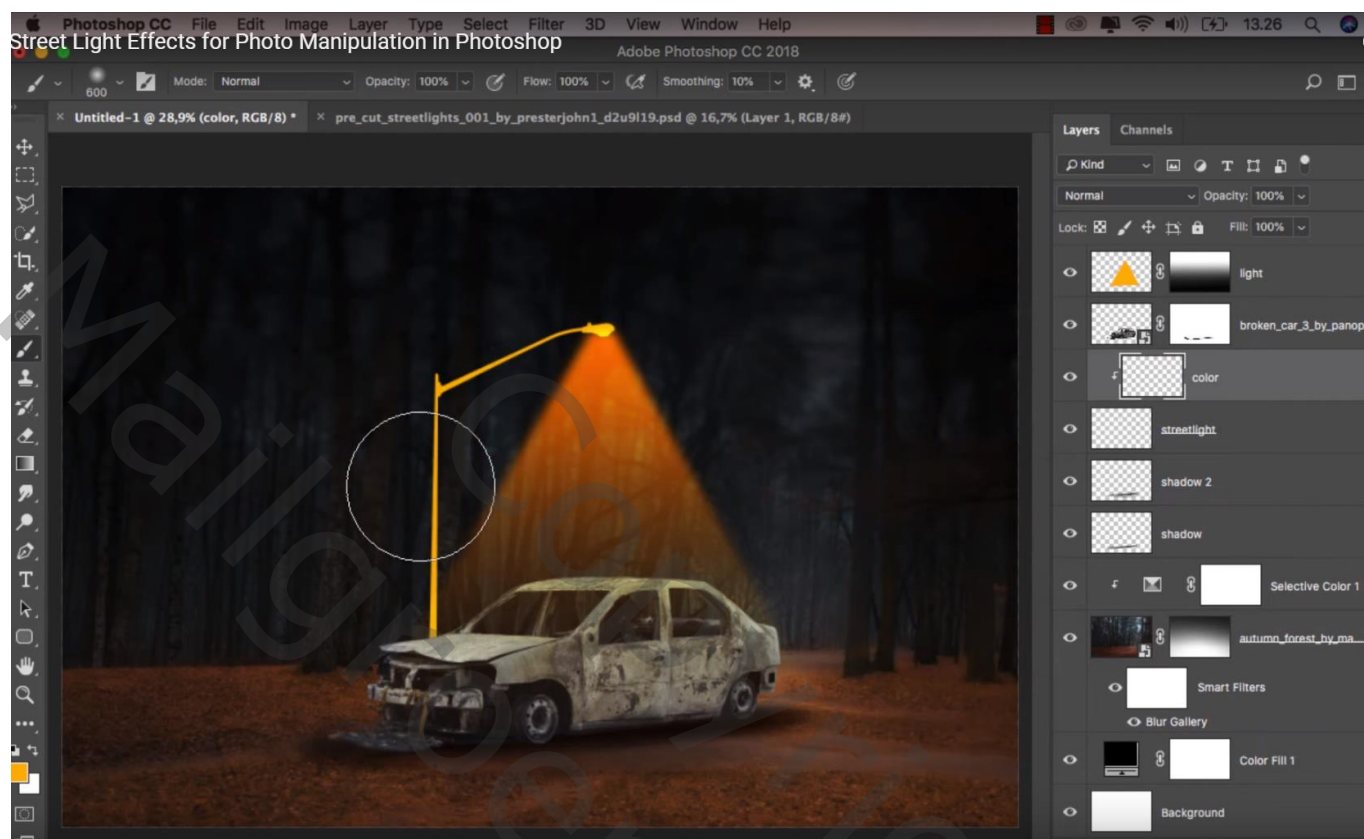 Photoshop CC File Edit Image Layer Type Select Filter 3D View Window Help 13.26
Street Light Effects for Photo Manipulation in Photoshop
Adobe Photoshop CC 2018
600 Mode: Normal Opacity: 100% Flow: 100% Smoothing: 10%
× Untitled-1 @ 28,9% (color, RGB/8) * × pre_cut_streetlights_001_by_presterjohn1_d2u9l19.psd @ 16,7% (Layer 1, RGB/8#)
Layers Channels
Kind
Normal Opacity: 100%
Lock: Fill: 100%
light
broken_car_3_by_panop
color
streetlight
shadow 2
shadow
Selective Color 1
autumn_forest_by_ma...
Smart Filters
Blur Gallery
Color Fill 1
Background